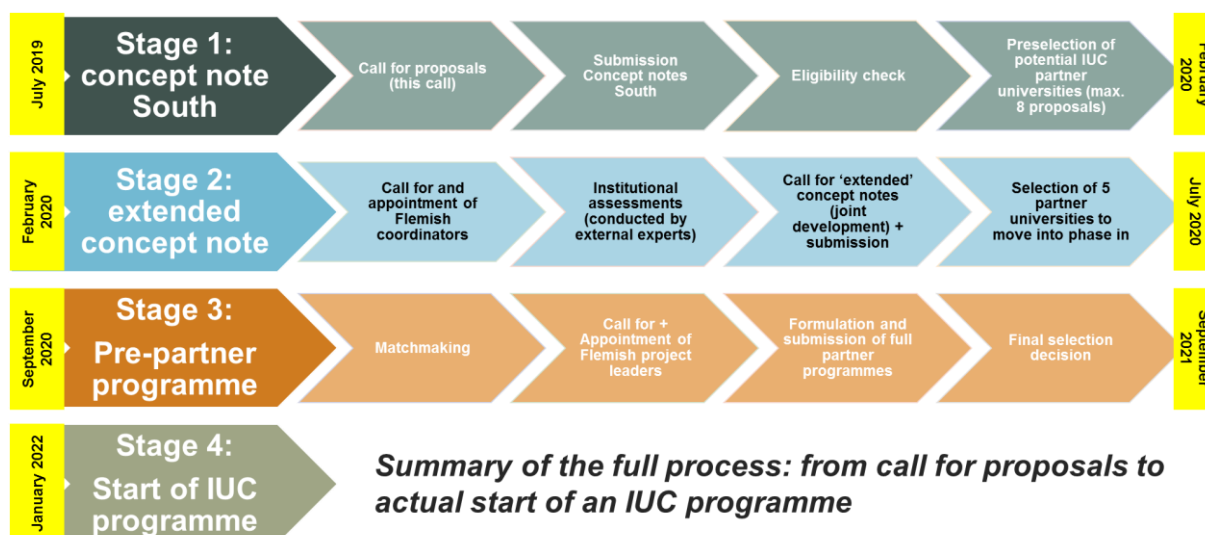 July 2019
Stage 1:
concept note
South
Call for proposals
(this call)
Submission
Concept notes
South
Eligibility check
Preselection of
potential IUC
partner
universities (max.
8 proposals)
February
2020
February
2020
Stage 2:
extended
concept note
Call for and
appointment of
Flemish
coordinators
Institutional
assessments
(conducted by
external experts)
Call for ‘extended’
concept notes
(joint
development) +
submission
Selection of 5
partner
universities to
move into phase in
July 2020
September
2020
Stage 3:
Pre-partner
programme
Matchmaking
Call for +
Appointment of
Flemish project
leaders
Formulation and
submission of full
partner
programmes
Final selection
decision
September
2021
January 2022
Stage 4:
Start of IUC
programme
Summary of the full process: from call for proposals to
actual start of an IUC programme